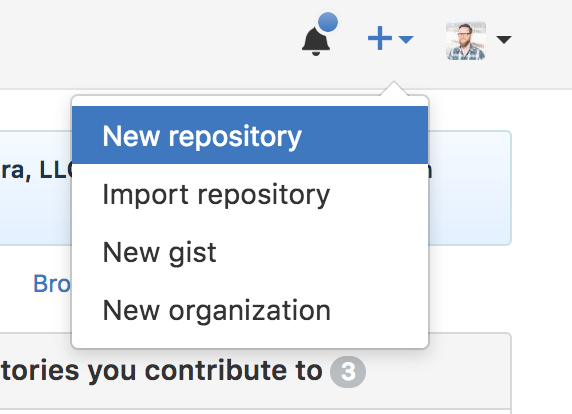 New repository
ra, LLC
Import repository
New gist
Bro
New organization
tories you contribute to 3